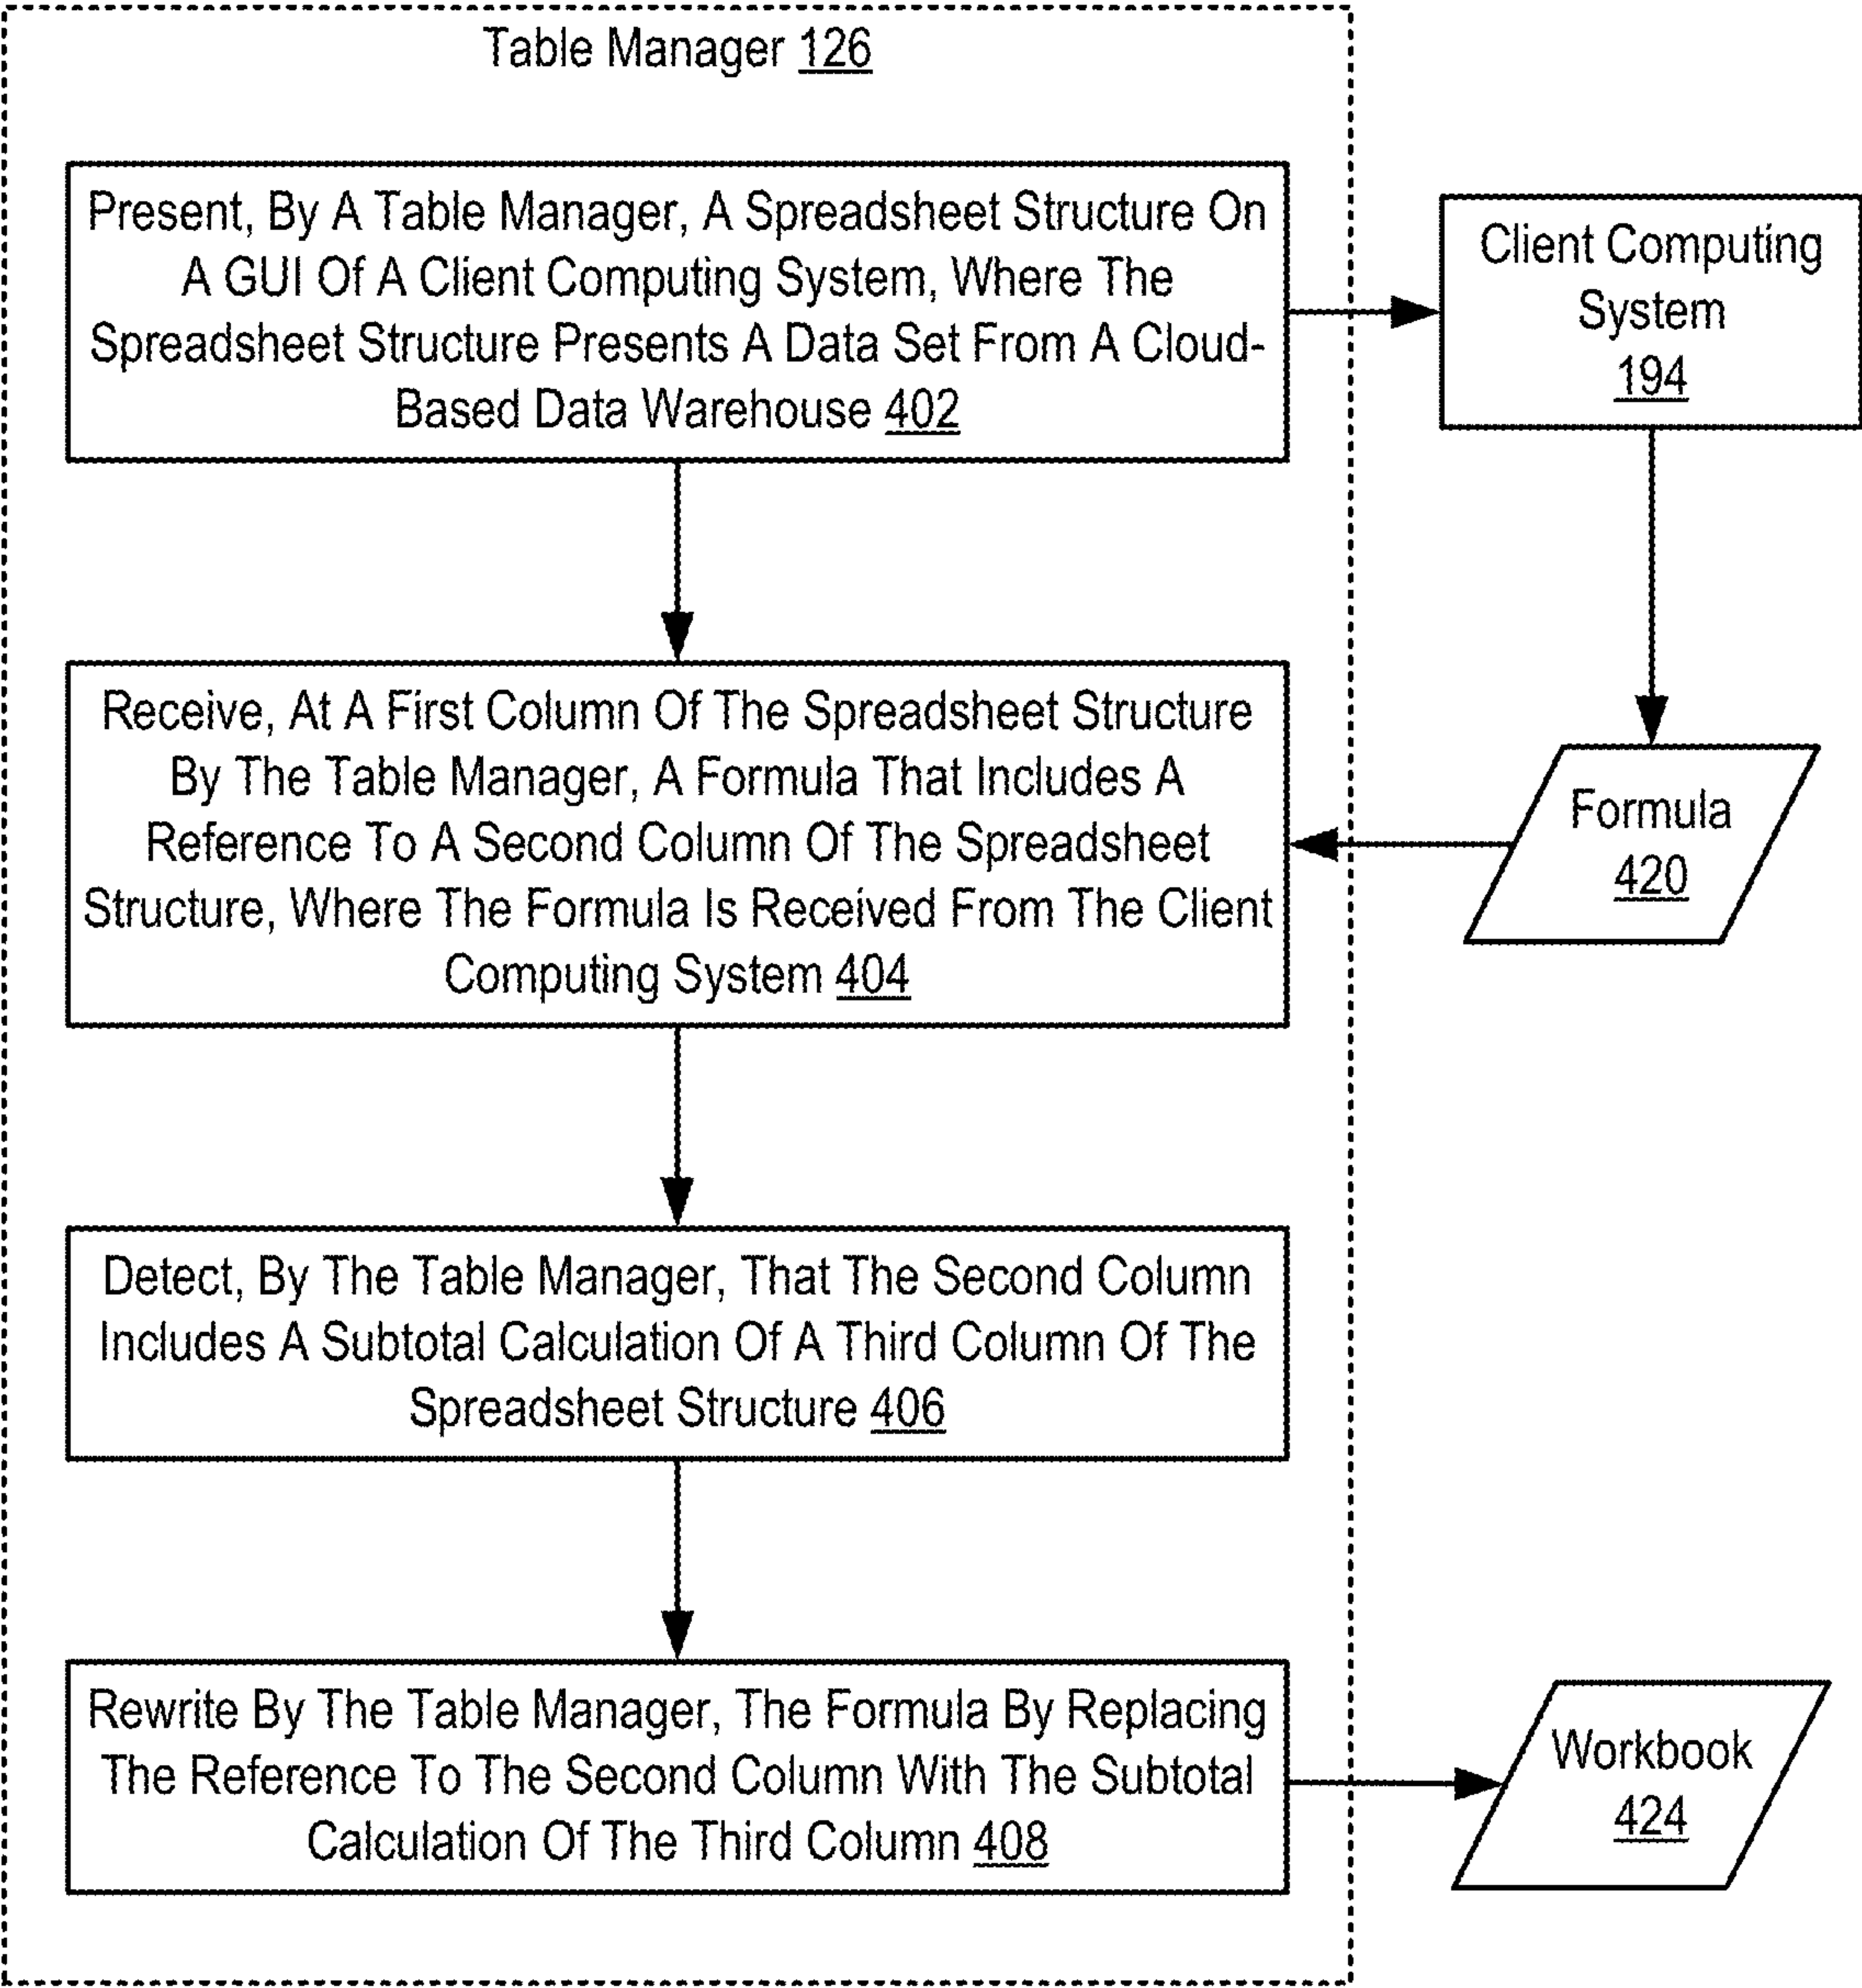 Table Manager 126
Present, By A Table Manager, A Spreadsheet Structure On
A GUI Of A Client Computing System, Where The
Spreadsheet Structure Presents A Data Set From A Cloud-
Based Data Warehouse 402
Client Computing
System
194
Receive, At A First Column Of The Spreadsheet Structure
By The Table Manager, A Formula That Includes A
Reference To A Second Column Of The Spreadsheet
Structure, Where The Formula Is Received From The Client
Computing System 404
Formula
420
Detect, By The Table Manager, That The Second Column
Includes A Subtotal Calculation Of A Third Column Of The
Spreadsheet Structure 406
Rewrite By The Table Manager, The Formula By Replacing
The Reference To The Second Column With The Subtotal
Calculation Of The Third Column 408
Workbook
424